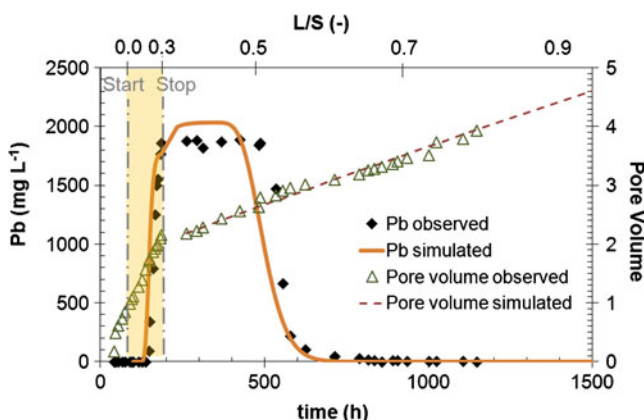 L/S (-)
0.0 0.3 0.5 0.7 0.9
2500 Start Stop 5
2000 4
1500 3
1000 2
500 1
0 0
Pb (mg L-1)
Pore Volume
Pb observed
Pb simulated
Pore volume observed
Pore volume simulated
0 500 1000 1500
time (h)